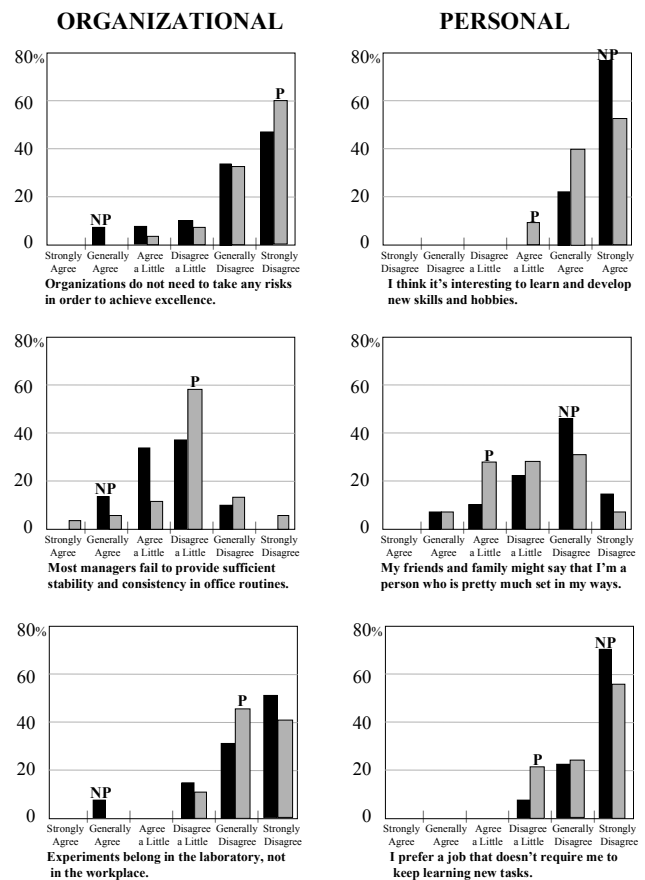 ORGANIZATIONAL
80%
60
40
20
0
NP
P
Strongly Agree
Generally Agree
Agree a Little
Disagree a Little
Generally Disagree
Strongly Disagree
Organizations do not need to take any risks
in order to achieve excellence.
PERSONAL
80%
60
40
20
0
P
NP
Strongly Disagree
Generally Disagree
Disagree a Little
Agree a Little
Generally Agree
Strongly Agree
I think it's interesting to learn and develop
new skills and hobbies.
80%
60
40
20
0
NP
P
Strongly Agree
Generally Agree
Agree a Little
Disagree a Little
Generally Disagree
Strongly Disagree
Most managers fail to provide sufficient
stability and consistency in office routines.
80%
60
40
20
0
P
NP
Strongly Agree
Generally Agree
Agree a Little
Disagree a Little
Generally Disagree
Strongly Disagree
My friends and family might say that I'm a
person who is pretty much set in my ways.
80%
60
40
20
0
NP
P
Strongly Agree
Generally Agree
Agree a Little
Disagree a Little
Generally Disagree
Strongly Disagree
Experiments belong in the laboratory, not
in the workplace.
80%
60
40
20
0
P
NP
Strongly Agree
Generally Agree
Agree a Little
Disagree a Little
Generally Disagree
Strongly Disagree
I prefer a job that doesn't require me to
keep learning new tasks.